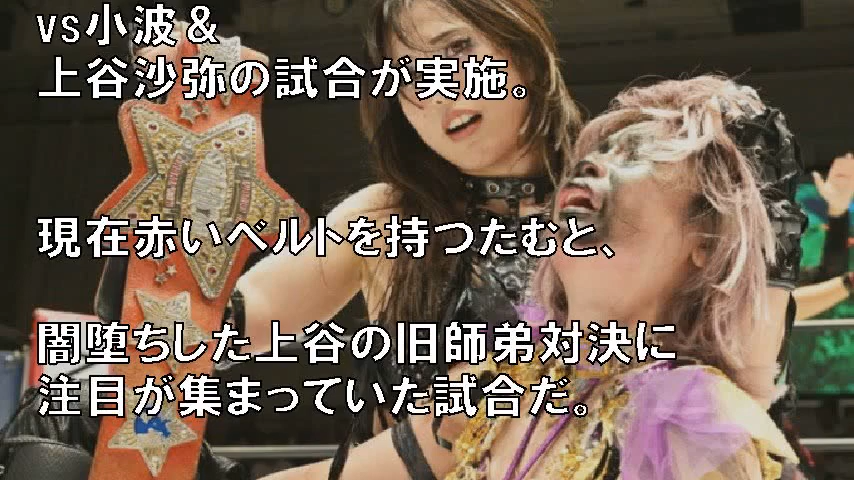 vs小波＆
上谷沙弥の試合が実施。
現在赤いベルトを持つたむと、
闇堕ちした上谷の旧師弟対決に
注目が集まっていた試合だ。